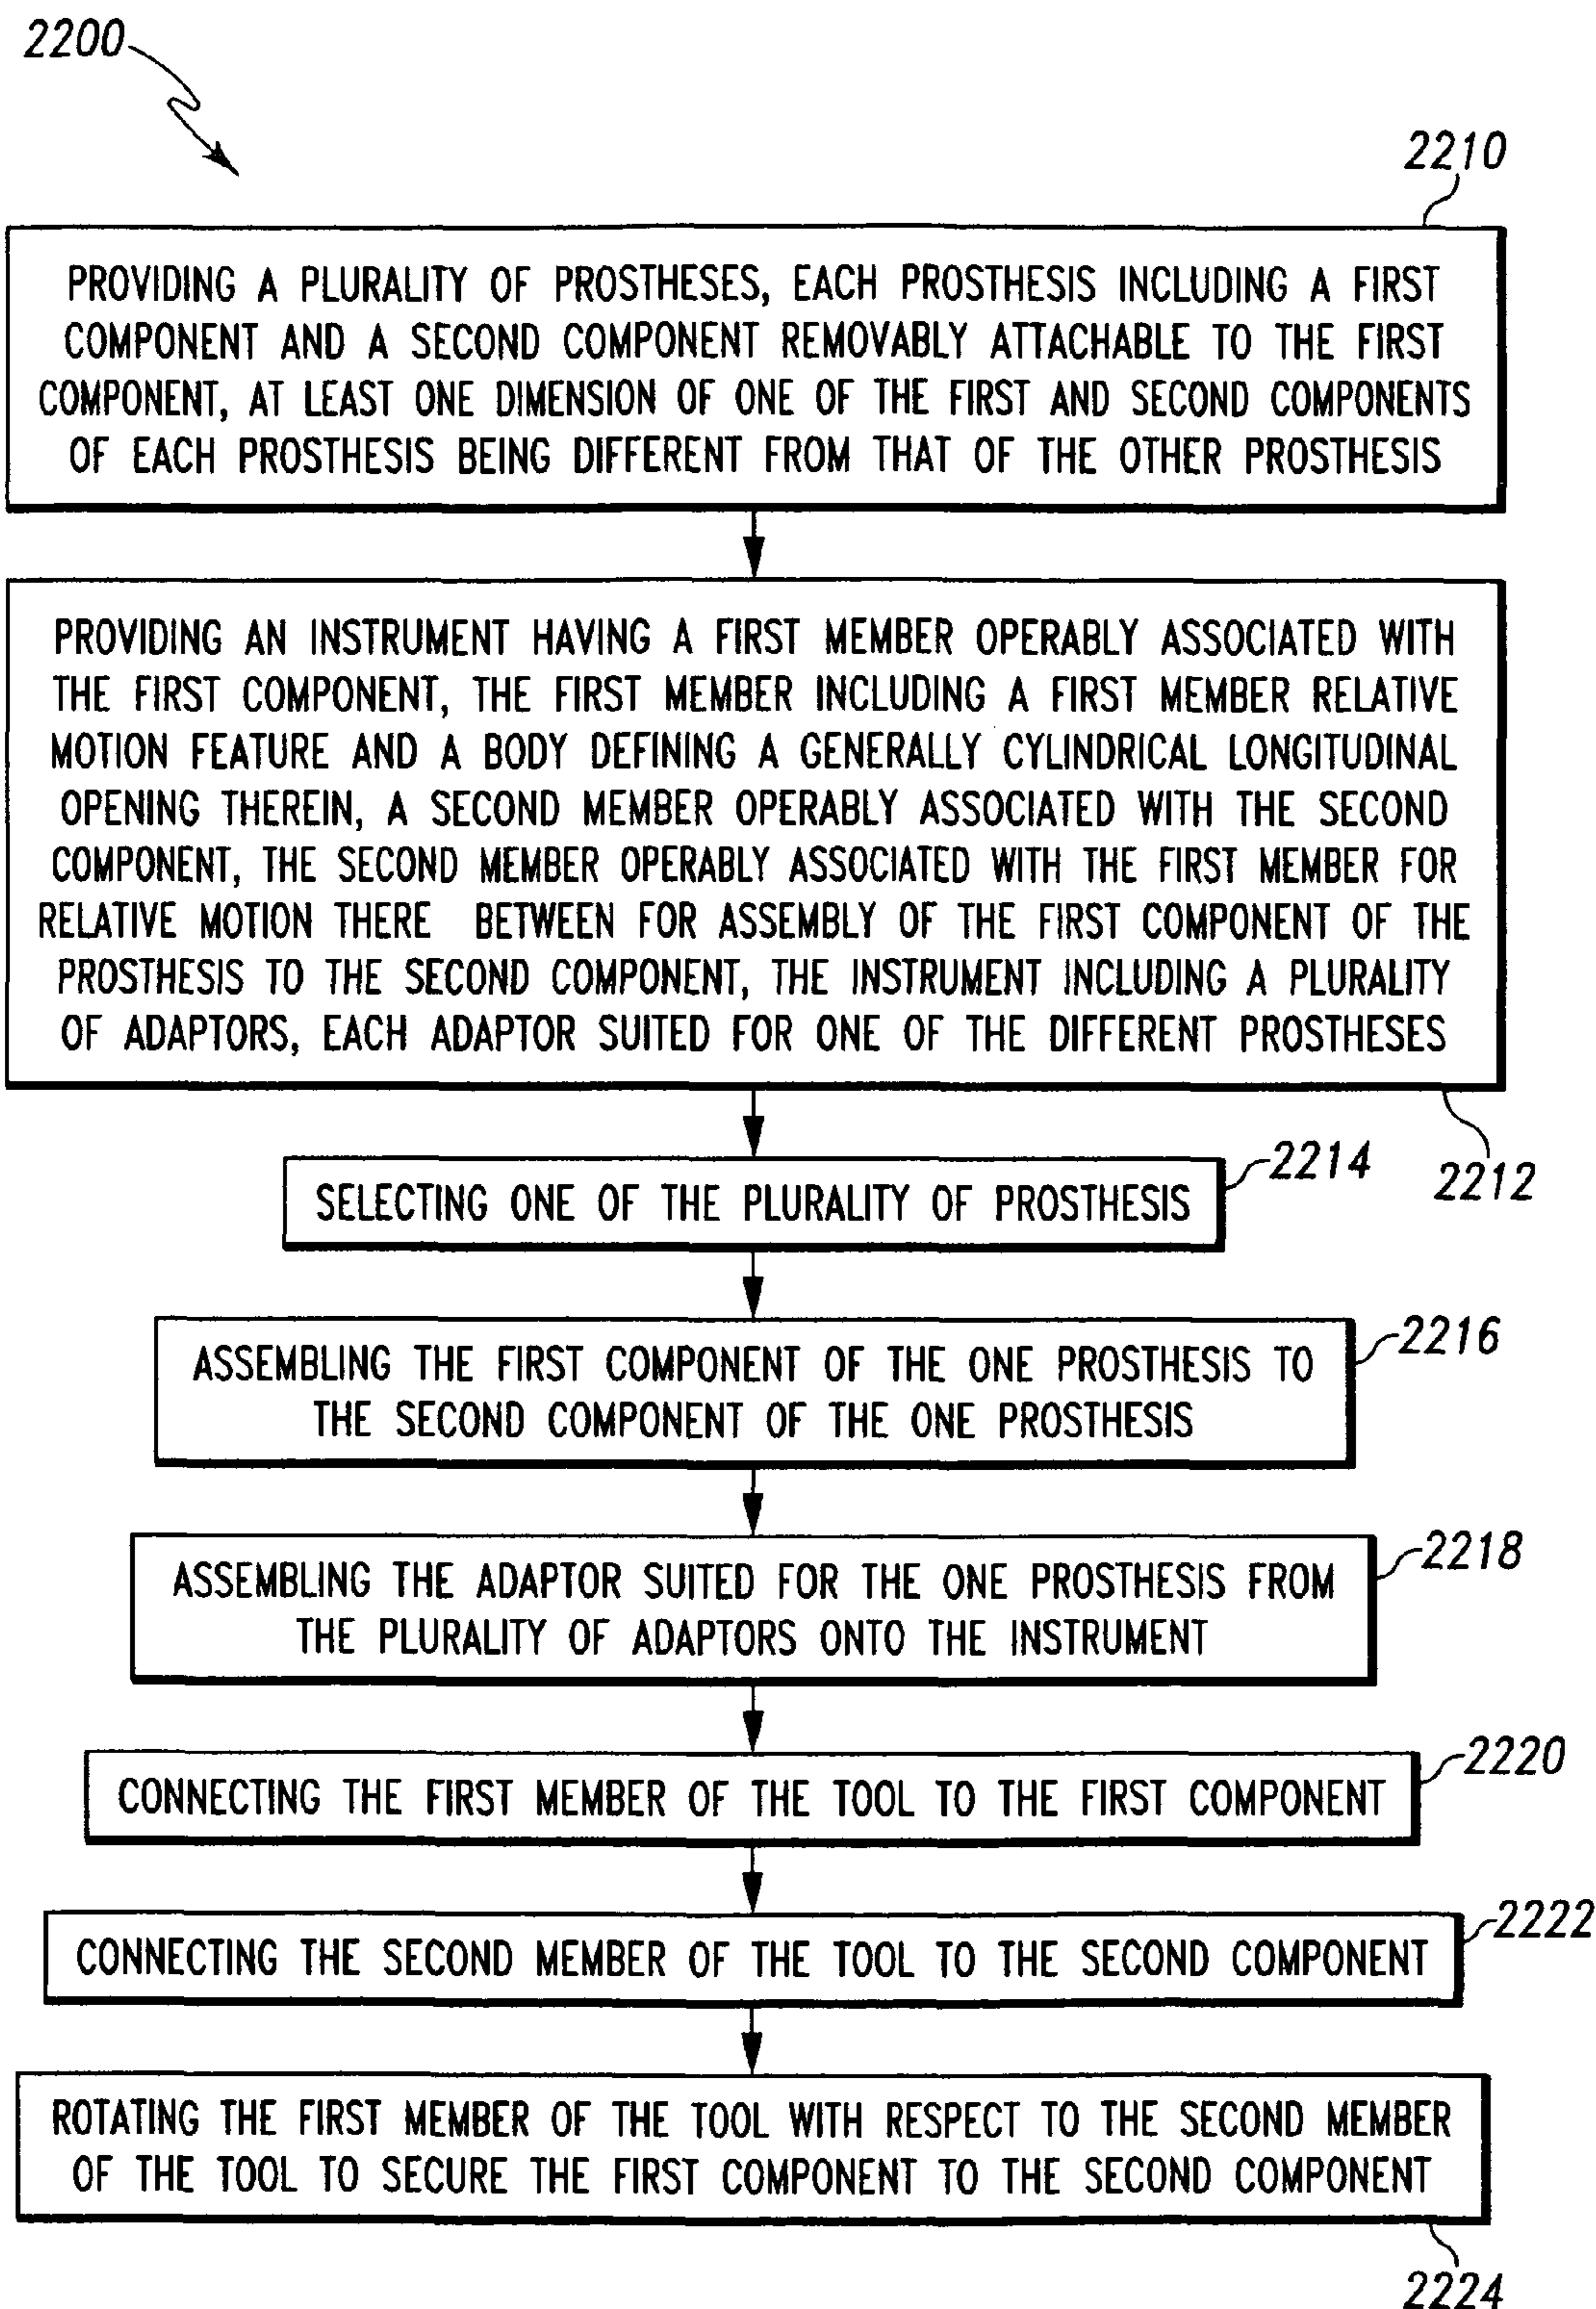 2200
2210
PROVIDING A PLURALITY OF PROSTHESES, EACH PROSTHESIS INCLUDING A FIRST
COMPONENT AND A SECOND COMPONENT REMOVABLY ATTACHABLE TO THE FIRST
COMPONENT, AT LEAST ONE DIMENSION OF ONE OF THE FIRST AND SECOND COMPONENTS
OF EACH PROSTHESIS BEING DIFFERENT FROM THAT OF THE OTHER PROSTHESIS
PROVIDING AN INSTRUMENT HAVING A FIRST MEMBER OPERABLY ASSOCIATED WITH
THE FIRST COMPONENT, THE FIRST MEMBER INCLUDING A FIRST MEMBER RELATIVE
MOTION FEATURE AND A BODY DEFINING A GENERALLY CYLINDRICAL LONGITUDINAL
OPENING THEREIN, A SECOND MEMBER OPERABLY ASSOCIATED WITH THE SECOND
COMPONENT, THE SECOND MEMBER OPERABLY ASSOCIATED WITH THE FIRST MEMBER FOR
RELATIVE MOTION THERE BETWEEN FOR ASSEMBLY OF THE FIRST COMPONENT OF THE
PROSTHESIS TO THE SECOND COMPONENT, THE INSTRUMENT INCLUDING A PLURALITY
OF ADAPTORS, EACH ADAPTOR SUITED FOR ONE OF THE DIFFERENT PROSTHESES
2212
SELECTING ONE OF THE PLURALITY OF PROSTHESIS
2214
ASSEMBLING THE FIRST COMPONENT OF THE ONE PROSTHESIS TO
THE SECOND COMPONENT OF THE ONE PROSTHESIS
2216
ASSEMBLING THE ADAPTOR SUITED FOR THE ONE PROSTHESIS FROM
THE PLURALITY OF ADAPTORS ONTO THE INSTRUMENT
2218
CONNECTING THE FIRST MEMBER OF THE TOOL TO THE FIRST COMPONENT
2220
CONNECTING THE SECOND MEMBER OF THE TOOL TO THE SECOND COMPONENT
2222
ROTATING THE FIRST MEMBER OF THE TOOL WITH RESPECT TO THE SECOND MEMBER
OF THE TOOL TO SECURE THE FIRST COMPONENT TO THE SECOND COMPONENT
2224